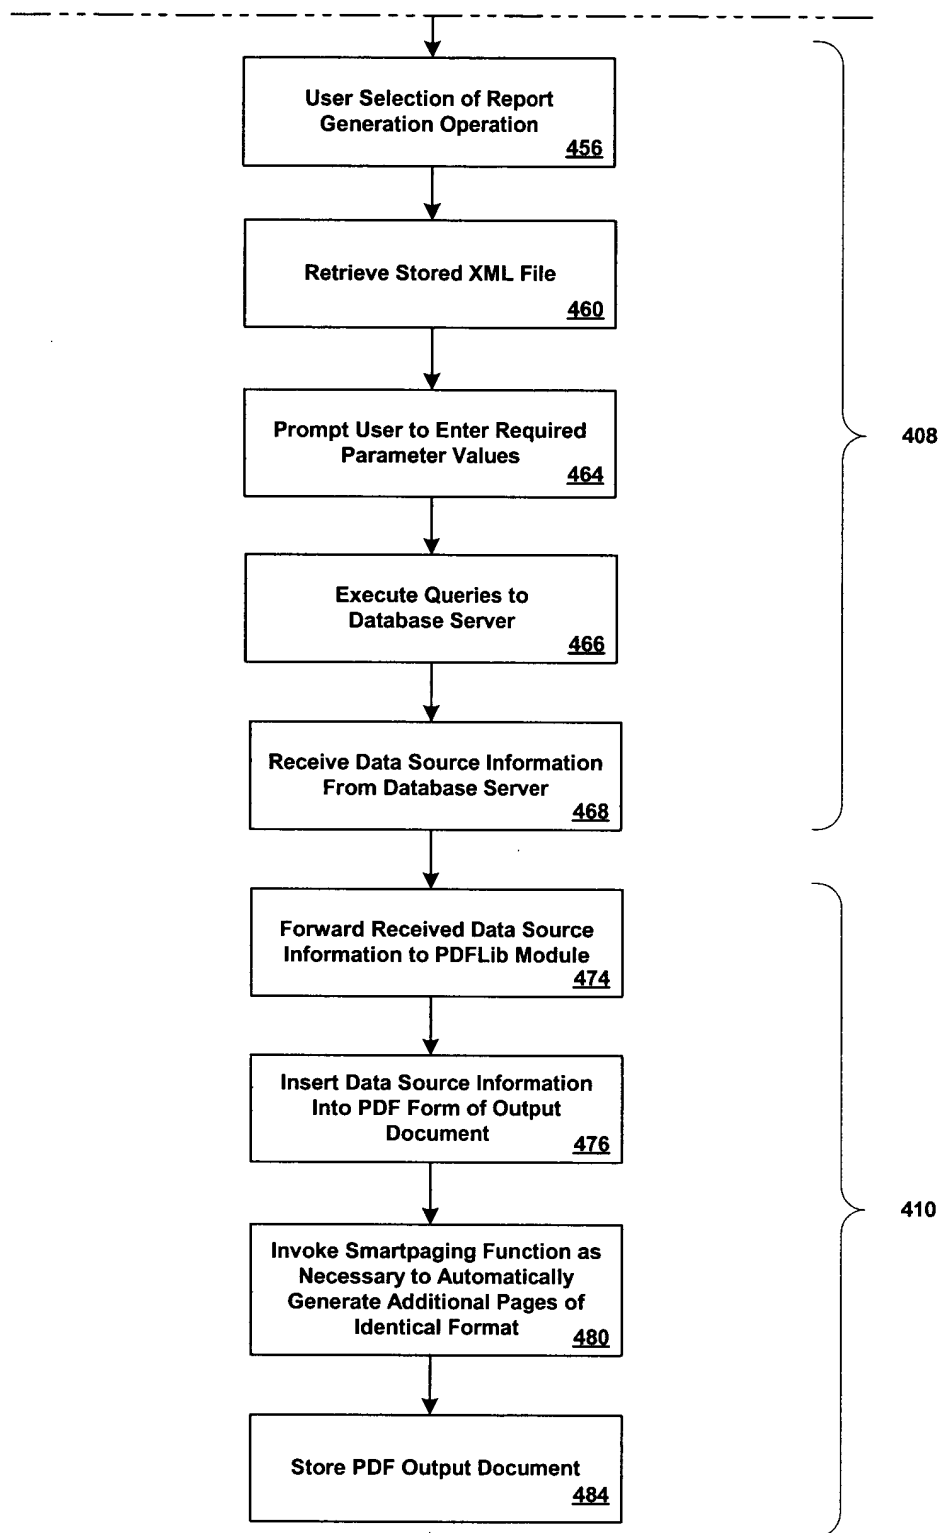 User Selection of Report
Generation Operation
456
Retrieve Stored XML File
460
Prompt User to Enter Required
Parameter Values
464
408
Execute Queries to
Database Server
466
Receive Data Source Information
From Database Server
468
Forward Received Data Source
Information to PDFLib Module
474
Insert Data Source Information
Into PDF Form of Output
Document
476
410
Invoke Smartpaging Function as
Necessary to Automatically
Generate Additional Pages of
Identical Format
480
Store PDF Output Document
484